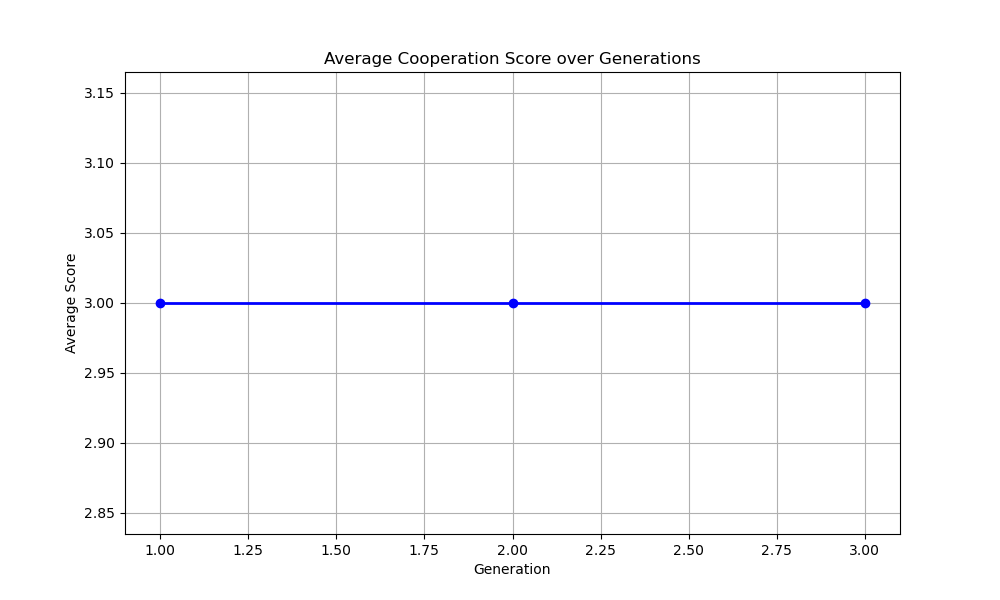 Average Cooperation Score over Generations
3.15
3.10
3.05
3.00
2.95
2.90
2.85
Average Score
1.00 1.25 1.50 1.75 2.00 2.25 2.50 2.75 3.00
Generation